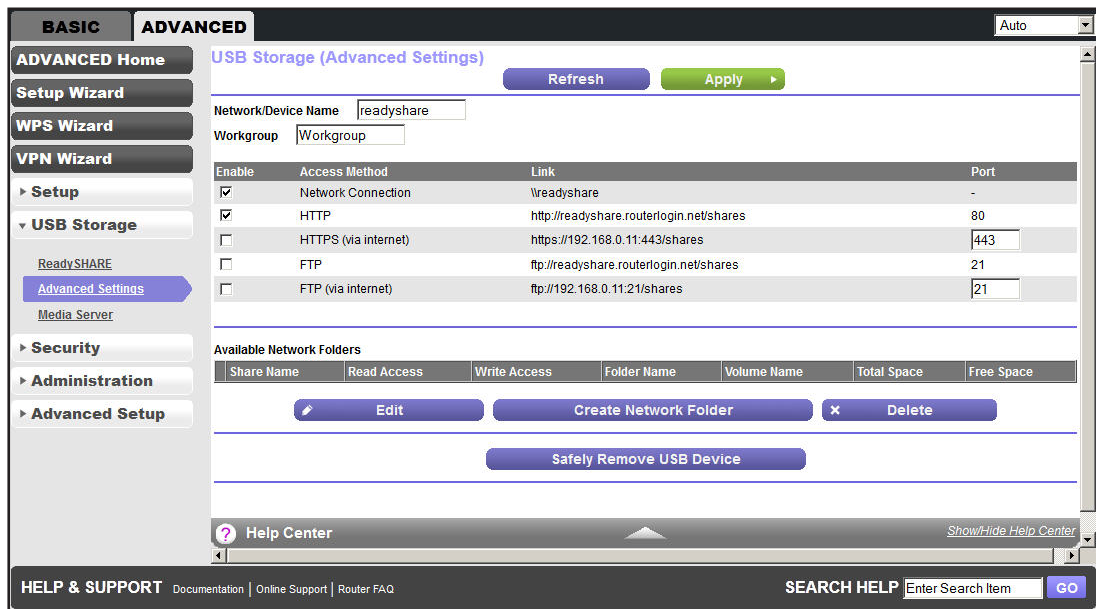 BASIC ADVANCED Auto
ADVANCED Home
Setup Wizard
WPS Wizard
VPN Wizard
Setup
USB Storage
ReadySHARE
Advanced Settings
Media Server
Security
Administration
Advanced Setup
USB Storage (Advanced Settings)
Refresh Apply
Network/Device Name readyshare
Workgroup Workgroup
Enable Access Method Link Port
Network Connection \\readyshare -
HTTP http://readyshare.routerlogin.net/shares 80
HTTPS (via internet) https://192.168.0.11:443/shares 443
FTP ftp://readyshare.routerlogin.net/shares 21
FTP (via internet) ftp://192.168.0.11:21/shares 21
Available Network Folders
Share Name Read Access Write Access Folder Name Volume Name Total Space Free Space
Edit Create Network Folder Delete
Safely Remove USB Device
? Help Center Show/Hide Help Center
HELP & SUPPORT Documentation | Online Support | Router FAQ SEARCH HELP Enter Search Item GO